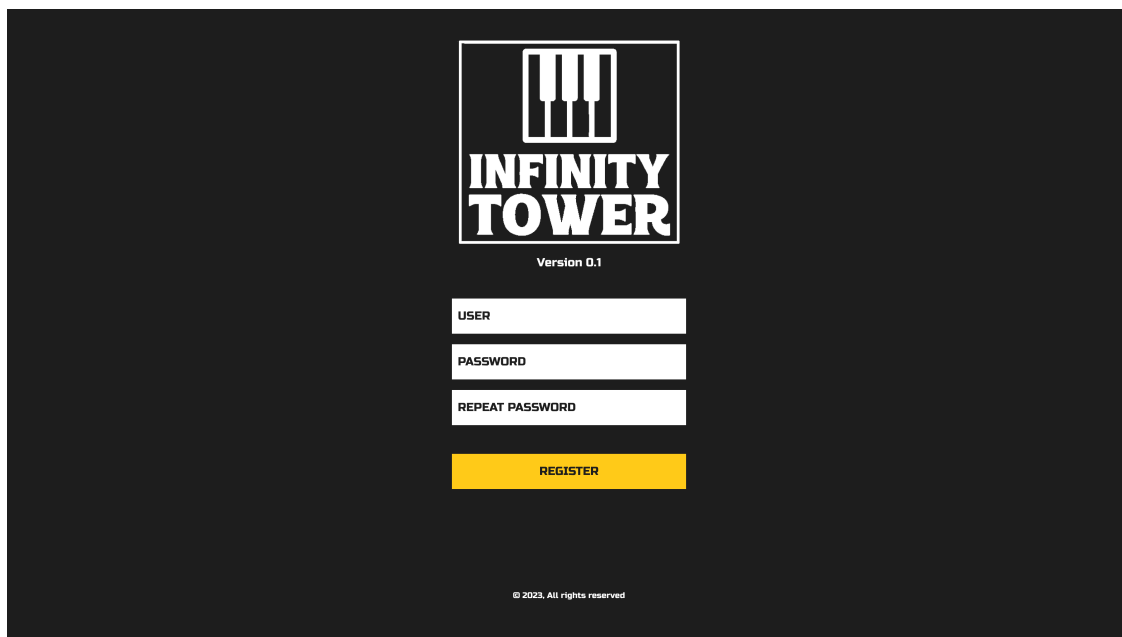 INFINITY
TOWER
Version 0.1
USER
PASSWORD
REPEAT PASSWORD
REGISTER
© 2023, All rights reserved